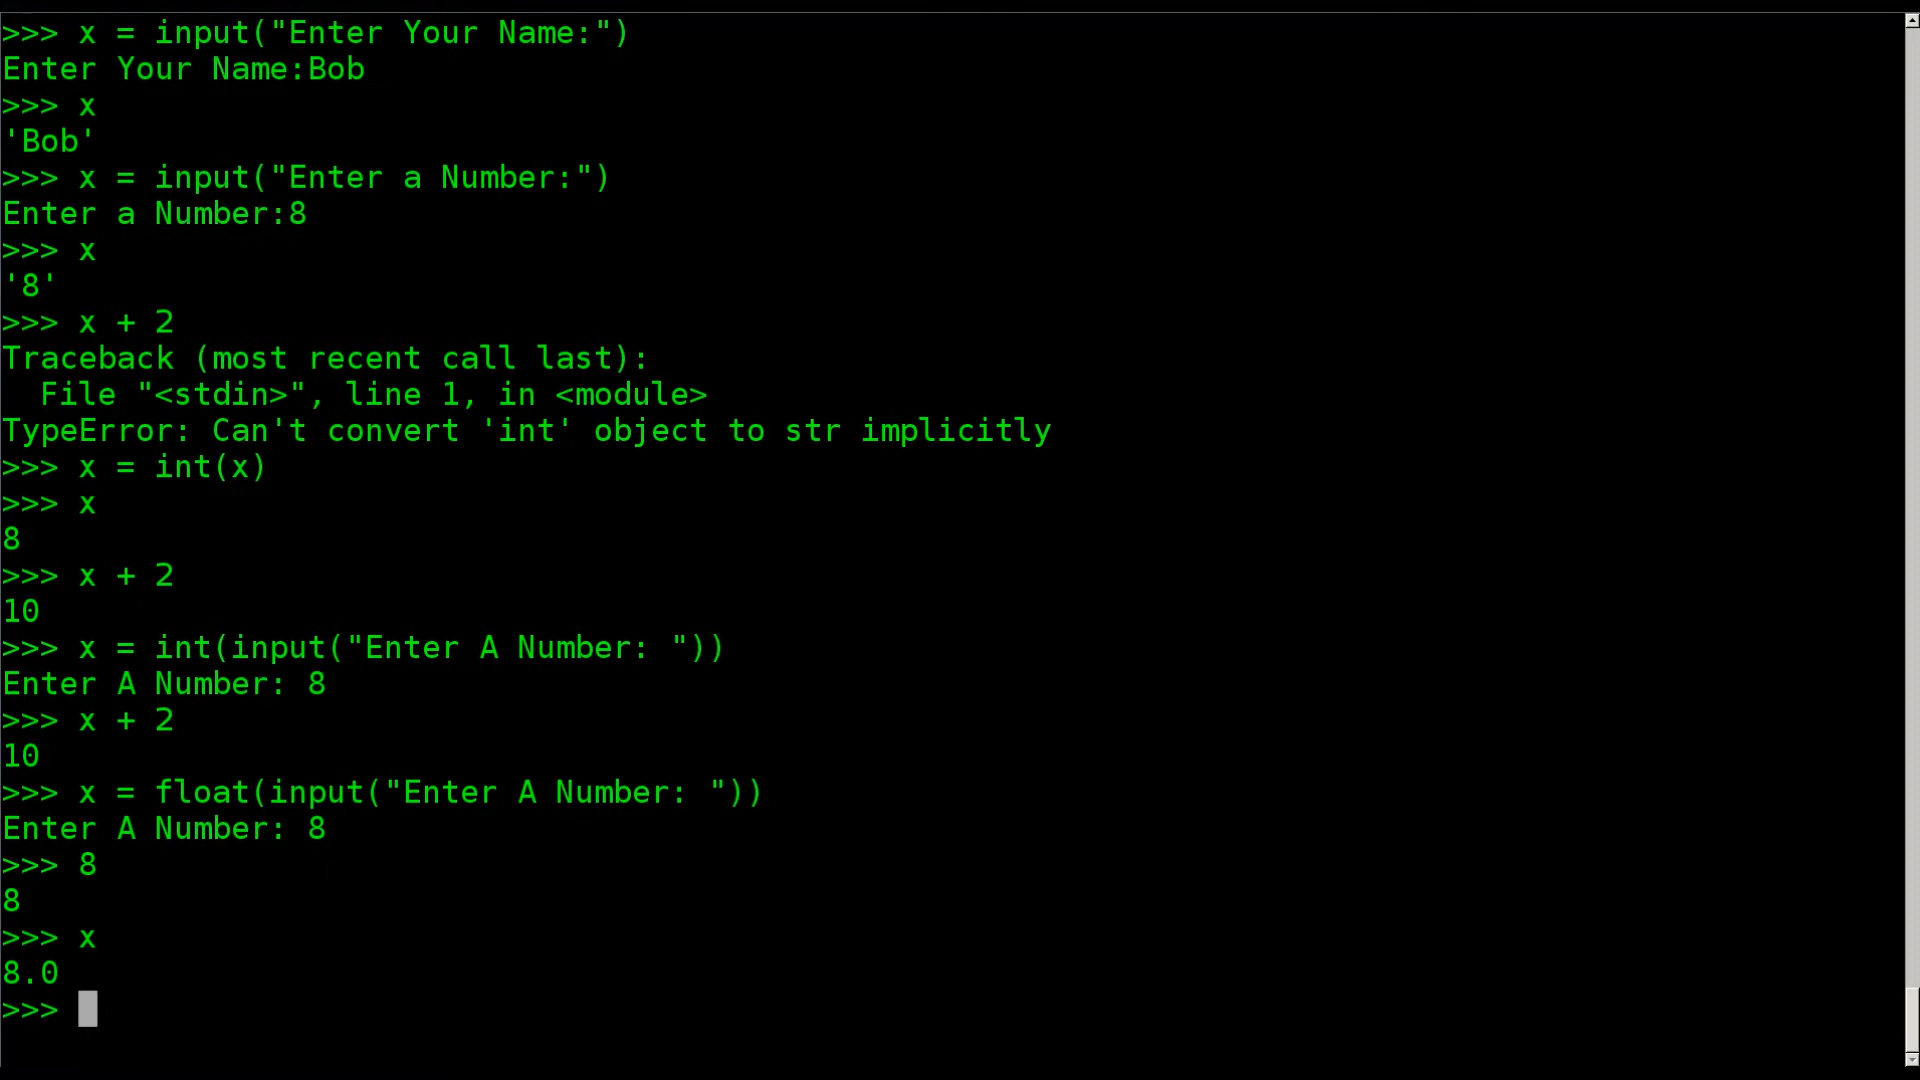 >>> x = input("Enter Your Name:")
Enter Your Name:Bob
>>> x
'Bob'
>>> x = input("Enter a Number:")
Enter a Number:8
>>> x
'8'
>>> x + 2
Traceback (most recent call last):
  File "<stdin>", line 1, in <module>
TypeError: Can't convert 'int' object to str implicitly
>>> x = int(x)
>>> x
8
>>> x + 2
10
>>> x = int(input("Enter A Number: "))
Enter A Number: 8
>>> x + 2
10
>>> x = float(input("Enter A Number: "))
Enter A Number: 8
>>> 8
8
>>> x
8.0
>>>